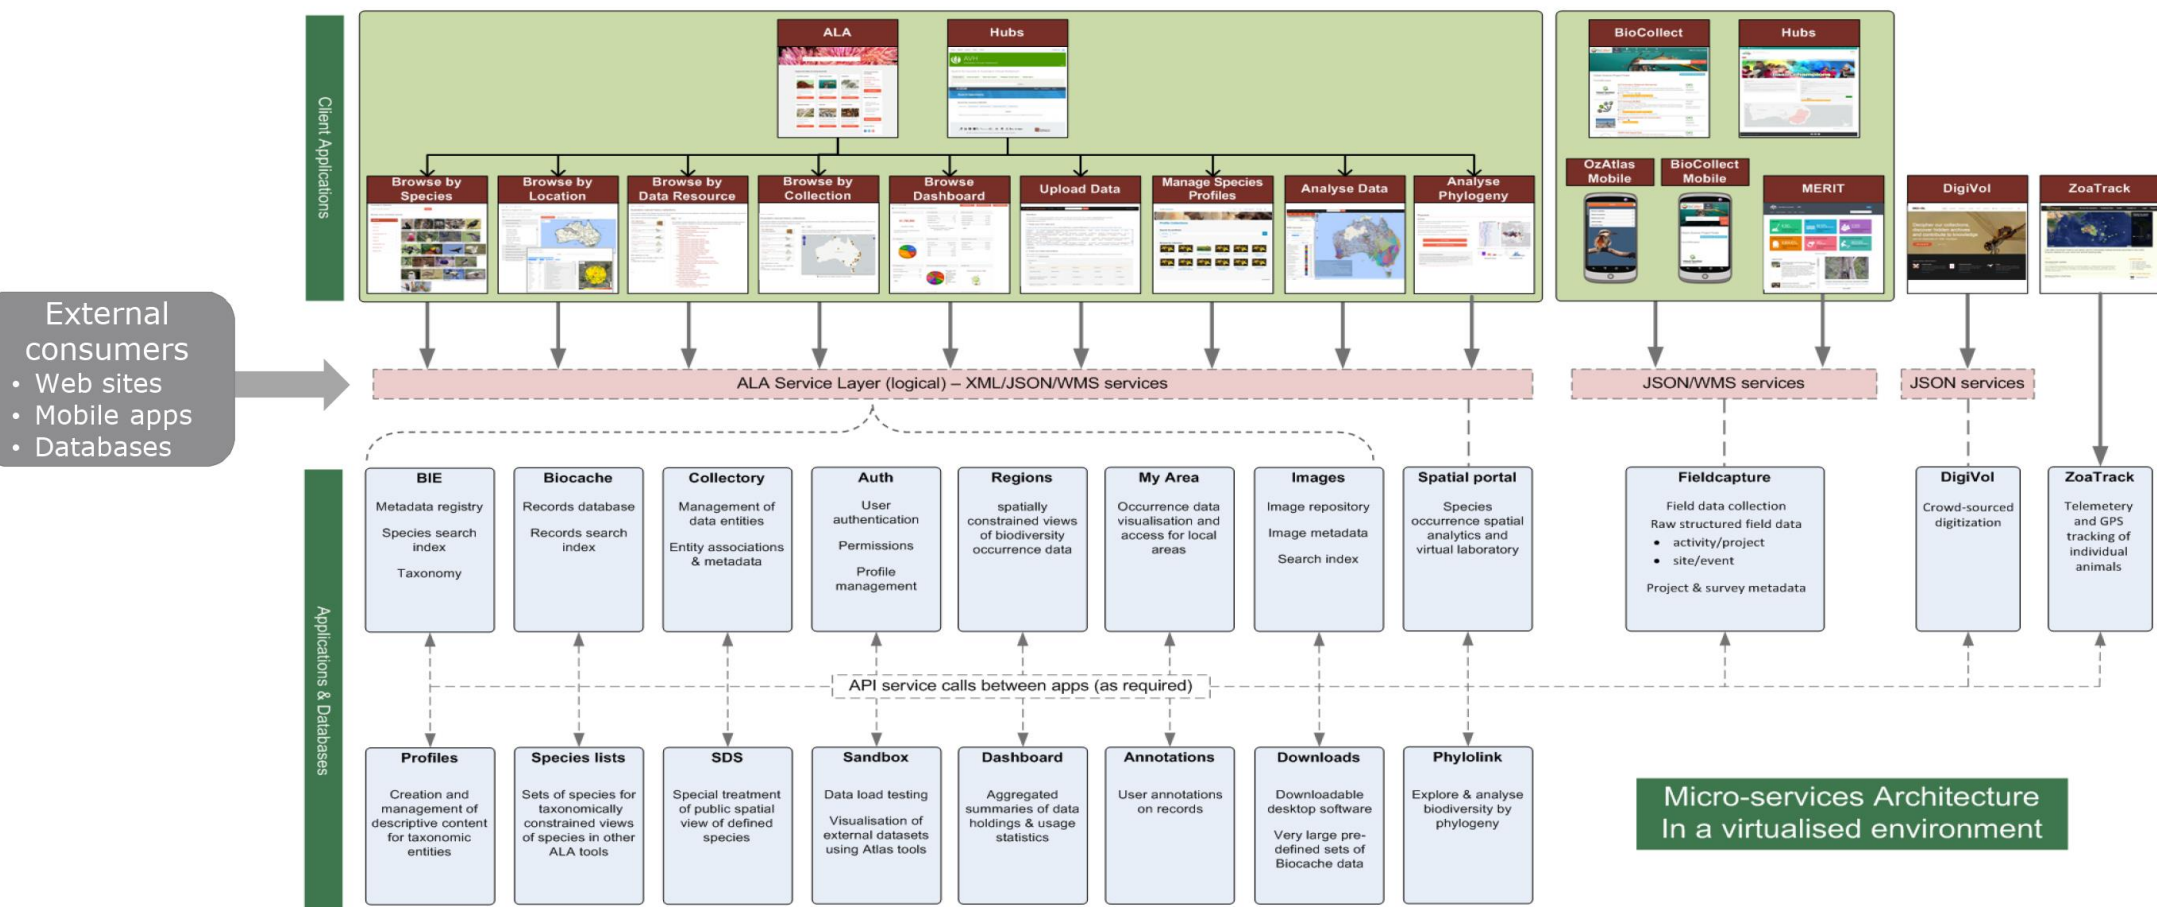 Client Applications
ALA
Hubs
Browse by
Species
Browse by
Location
Browse by
Data Resource
Browse by
Collection
Browse
Dashboard
Upload Data
Manage Species
Profiles
Analyse Data
Analyse
Phylogeny
BioCollect
Hubs
OzAtlas
Mobile
BioCollect
Mobile
MERIT
DigiVol
ZoaTrack
External
consumers
• Web sites
• Mobile apps
• Databases
ALA Service Layer (logical) – XML/JSON/WMS services
JSON/WMS services
JSON services
Applications & Databases
BIE
Metadata registry
Species search
index
Taxonomy
Biocache
Records database
Records search
index
Collectory
Management of
data entities
Entity associations
& metadata
Auth
User
authentication
Permissions
Profile
management
Regions
spatially
constrained views
of biodiversity
occurrence data
My Area
Occurrence data
visualisation and
access for local
areas
Images
Image repository
Image metadata
Search index
Spatial portal
Species
occurrence spatial
analytics and
virtual laboratory
Fieldcapture
Field data collection
Raw structured field data
• activity/project
• site/event
Project & survey metadata
DigiVol
Crowd-sourced
digitization
ZoaTrack
Telemetery
and GPS
tracking of
individual
animals
API service calls between apps (as required)
Profiles
Creation and
management of
descriptive content
for taxonomic
entities
Species lists
Sets of species for
taxonomically
constrained views
of species in other
ALA tools
SDS
Special treatment
of public spatial
view of defined
species
Sandbox
Data load testing
Visualisation of
external datasets
using Atlas tools
Dashboard
Aggregated
summaries of data
holdings & usage
statistics
Annotations
User annotations
on records
Downloads
Downloadable
desktop software
Very large pre-
defined sets of
Biocache data
Phylolink
Explore & analyse
biodiversity by
phylogeny
Micro-services Architecture
In a virtualised environment